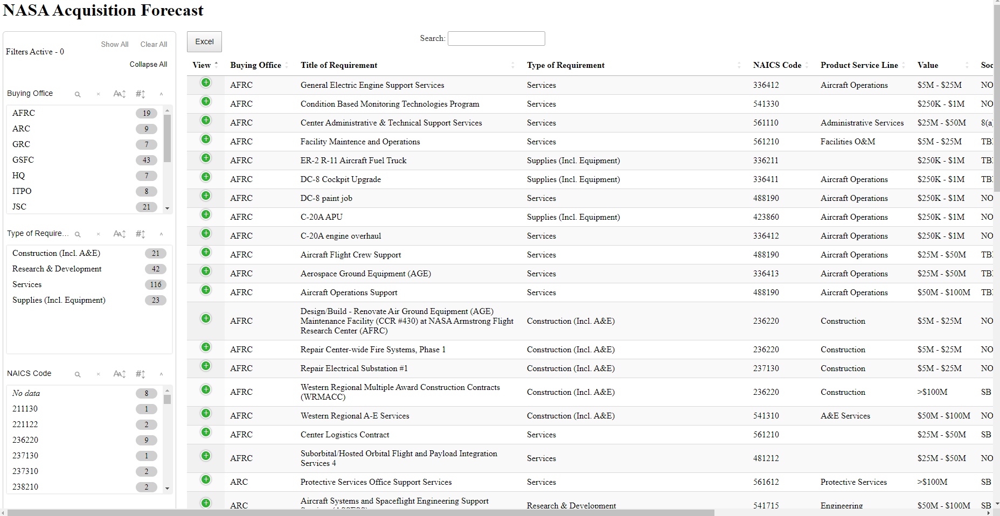 NASA Acquisition Forecast
Filters Active - 0
Show All
Clear All
Collapse All
Buying Office
AFRC 19
ARC 9
GRC 7
GSFC 43
HQ 7
ITPO 8
JSC 21
Type of Require...
Construction (Incl. A&E) 21
Research & Development 42
Services 116
Supplies (Incl. Equipment) 23
NAICS Code
No data 8
211130 1
221122 2
236220 9
237130 1
237310 2
238210 2
Excel
Search:
View Buying Office Title of Requirement Type of Requirement NAICS Code Product Service Line Value Soc
AFRC General Electric Engine Support Services Services 336412 Aircraft Operations $5M - $25M NO
AFRC Condition Based Monitoring Technologies Program Services 541330 $250K - $1M NO
AFRC Center Administrative & Technical Support Services Services 561110 Administrative Services $25M - $50M 8(a)
AFRC Facility Maintence and Operations Services 561210 Facilities O&M $5M - $25M TB
AFRC ER-2 R-11 Aircraft Fuel Truck Supplies (Incl. Equipment) 336211 $250K - $1M TB
AFRC DC-8 Cockpit Upgrade Supplies (Incl. Equipment) 336411 Aircraft Operations $250K - $1M TB
AFRC DC-8 paint job Services 488190 Aircraft Operations $250K - $1M NO
AFRC C-20A APU Supplies (Incl. Equipment) 423860 Aircraft Operations $250K - $1M NO
AFRC C-20A engine overhaul Services 336412 Aircraft Operations $250K - $1M NO
AFRC Aircraft Flight Crew Support Services 488190 Aircraft Operations $25M - $50M TB
AFRC Aerospace Ground Equipment (AGE) Services 336413 Aircraft Operations $25M - $50M TB
AFRC Aircraft Operations Support Services 488190 Aircraft Operations $50M - $100M TB
Design/Build - Renovate Air Ground Equipment (AGE)
AFRC Maintenance Facility (CCR #430) at NASA Armstrong Flight Construction (Incl. A&E) 236220 Construction $5M - $25M NO
Research Center (AFRC)
AFRC Repair Center-wide Fire Systems, Phase 1 Construction (Incl. A&E) 236220 Construction $5M - $25M NO
AFRC Repair Electrical Substation #1 Construction (Incl. A&E) 237130 Construction $5M - $25M NO
AFRC Western Regional Multiple Award Construction Contracts Construction (Incl. A&E) 236220 Construction >$100M SB
(WRMACC)
AFRC Western Regional A-E Services Construction (Incl. A&E) 541310 A&E Services $50M - $100M NO
AFRC Center Logistics Contract Services 561210 $25M - $50M SB
AFRC Suborbital/Hosted Orbital Flight and Payload Integration Services 481212 $25M - $50M NO
Services 4
ARC Protective Services Office Support Services Services 561612 Protective Services >$100M SB
ARC Aircraft Systems and Spaceflight Engineering Support Research & Development 541715 Engineering $50M - $100M SB